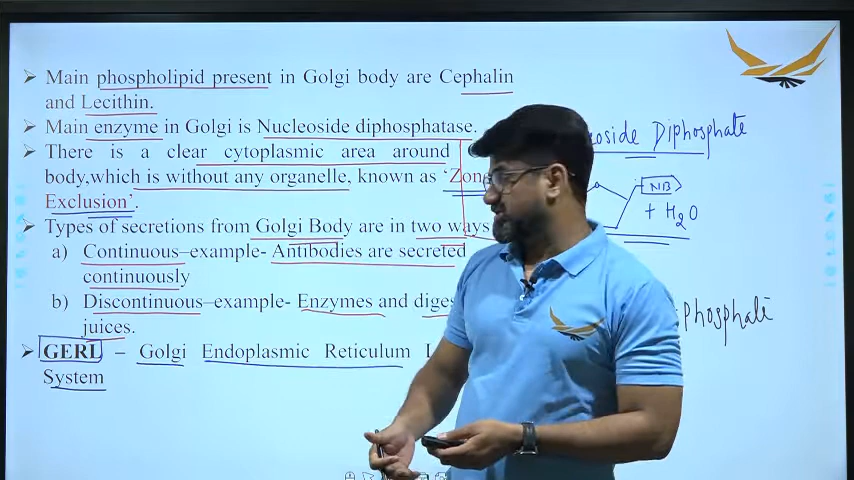 Main phospholipid present in Golgi body are Cephalin
and Lecithin.
Main enzyme in Golgi is Nucleoside diphosphatase.
There is a clear cytoplasmic area around
body,which is without any organelle, known as ‘Zone
Exclusion’.
Types of secretions from Golgi Body are in two ways
a) Continuous–example- Antibodies are secreted
continuously
b) Discontinuous–example- Enzymes and
juices.
GERL – Golgi Endoplasmic Reticulum
System
Diphosphate
NB
+ H2O